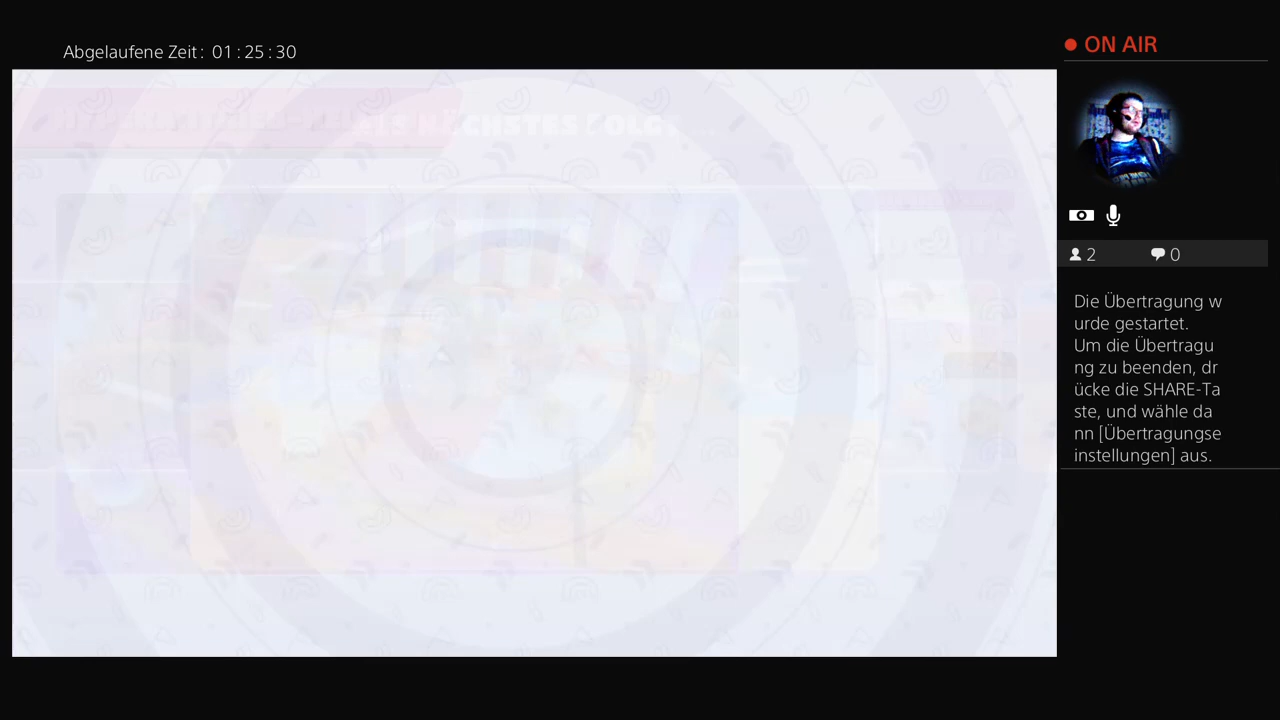 Abgelaufene Zeit: 01:25:30
ON AIR
2 0
Die Übertragung w
urde gestartet.
Um die Übertragu
ng zu beenden, dr
ücke die SHARE-Ta
ste, und wähle da
nn [Übertragungse
instellungen] aus.